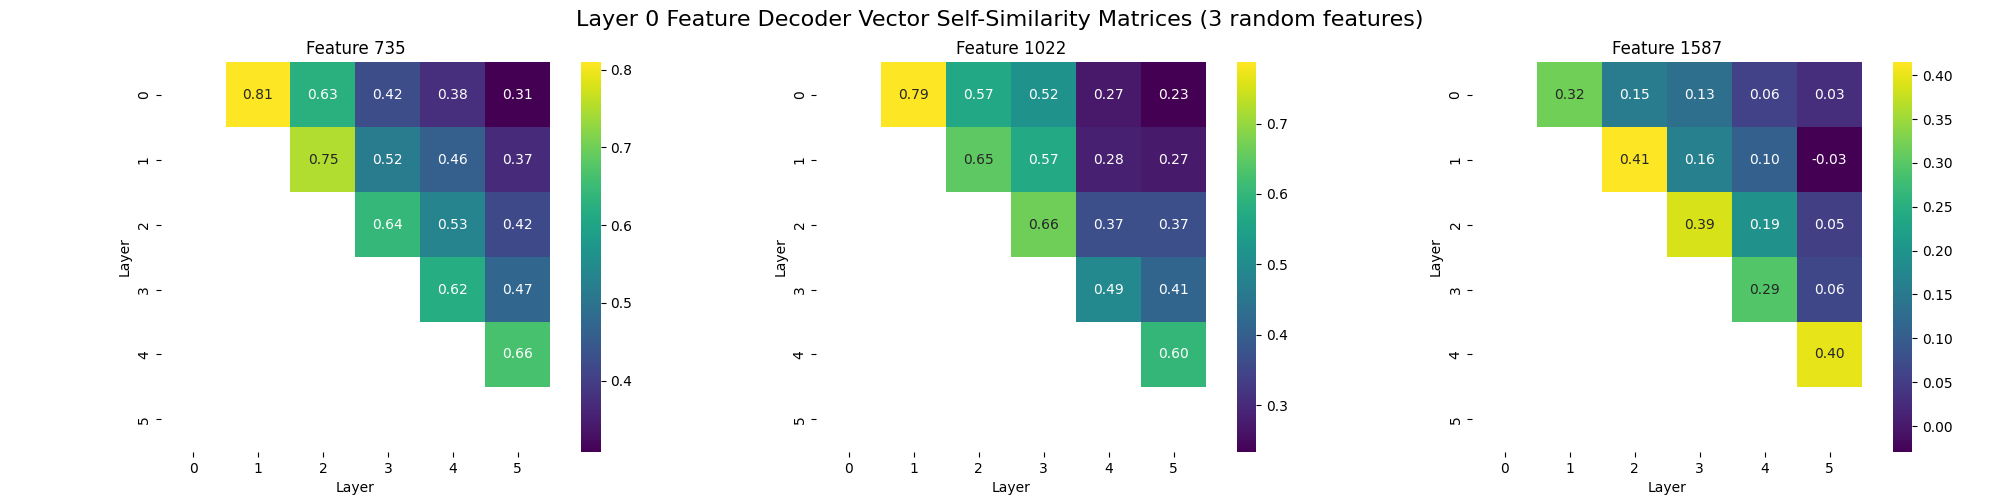 Layer 0 Feature Decoder Vector Self-Similarity Matrices (3 random features)
Feature 735
0.81 0.63 0.42 0.38 0.31
0.75 0.52 0.46 0.37
0.64 0.53 0.42
0.62 0.47
0.66
0
1
2
3
4
5
Layer
0 1 2 3 4 5
Layer
0.8
0.7
0.6
0.5
0.4
Feature 1022
0.79 0.57 0.52 0.27 0.23
0.65 0.57 0.28 0.27
0.66 0.37 0.37
0.49 0.41
0.60
0
1
2
3
4
5
Layer
0 1 2 3 4 5
Layer
0.7
0.6
0.5
0.4
0.3
Feature 1587
0.32 0.15 0.13 0.06 0.03
0.41 0.16 0.10 -0.03
0.39 0.19 0.05
0.29 0.06
0.40
0
1
2
3
4
5
Layer
0 1 2 3 4 5
Layer
0.40
0.35
0.30
0.25
0.20
0.15
0.10
0.05
0.00